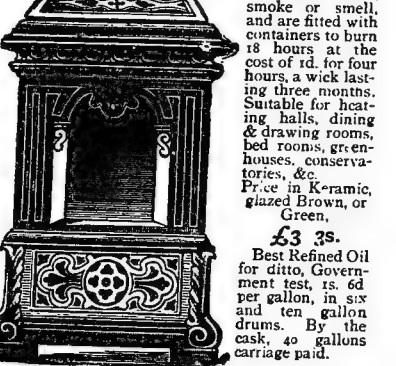 smoke or smell,
and are fitted with
containers to burn
18 hours at the
cost of 1d. for four
hours, a wick last-
ing three months.
Suitable for heat-
ing halls, dining
& drawing rooms,
bed rooms, green-
houses, conserva-
tories, &c.
Price in Keramic,
glazed Brown, or
Green,
£3 3s.
Best Refined Oil
for ditto, Govern-
ment test, 1s. 6d
per gallon, in six
and ten gallon
drums. By the
cask, 40 gallons
carriage paid.